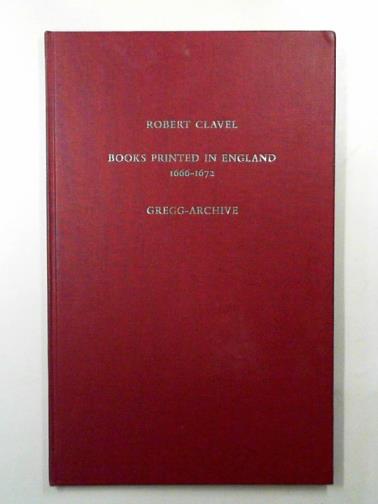 ROBERT CLAVEL
BOOKS PRINTED IN ENGLAND
1666-1672
GREGG-ARCHIVE